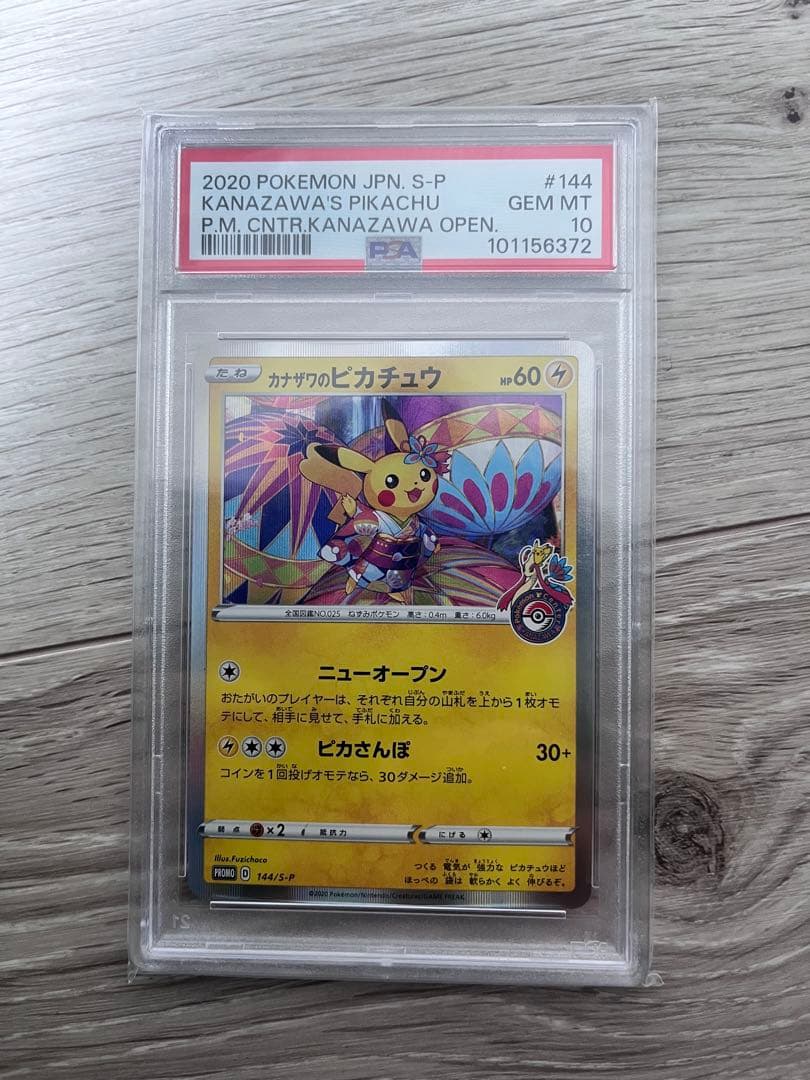 2020 POKEMON JPN. S-P #144
KANAZAWA'S PIKACHU GEM MT
P.M. CNTR.KANAZAWA OPEN. 10
PSA 101156372
たね カナザワのピカチュウ HP60
全国図鑑NO.025 ねずみポケモン 高さ:0.4m 重さ:6.0kg
ニューオープン
おたがいのプレイヤーは、それぞれ自分の山札を上から1枚オモ
テにして、相手に見せて、手札に加える。
ピカさんぽ 30+
コインを1回投げオモテなら、30ダメージ追加。
弱点 ×2 抵抗力 にげる
Illus.Fuzichoco
つくる 電気が 強力な ピカチュウほど
ほっぺの 袋は 軟らかく よく 伸びるぞ。
PROMO D 144/S-P
©2020 Pokémon/Nintendo/Creatures/GAME FREAK
21